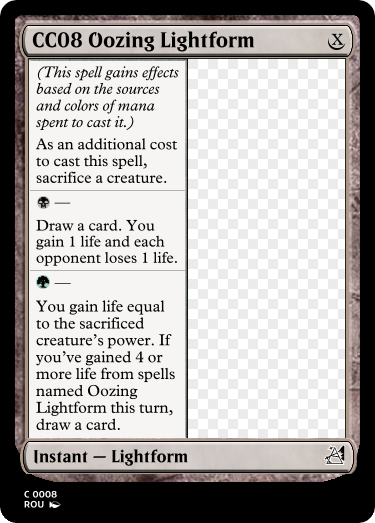 CC08 Oozing Lightform
X
(This spell gains effects
based on the sources
and colors of mana
spent to cast it.)
As an additional cost
to cast this spell,
sacrifice a creature.
—
Draw a card. You
gain 1 life and each
opponent loses 1 life.
—
You gain life equal
to the sacrificed
creature's power. If
you've gained 4 or
more life from spells
named Oozing
Lightform this turn,
draw a card.
Instant — Lightform
C 0008
ROU